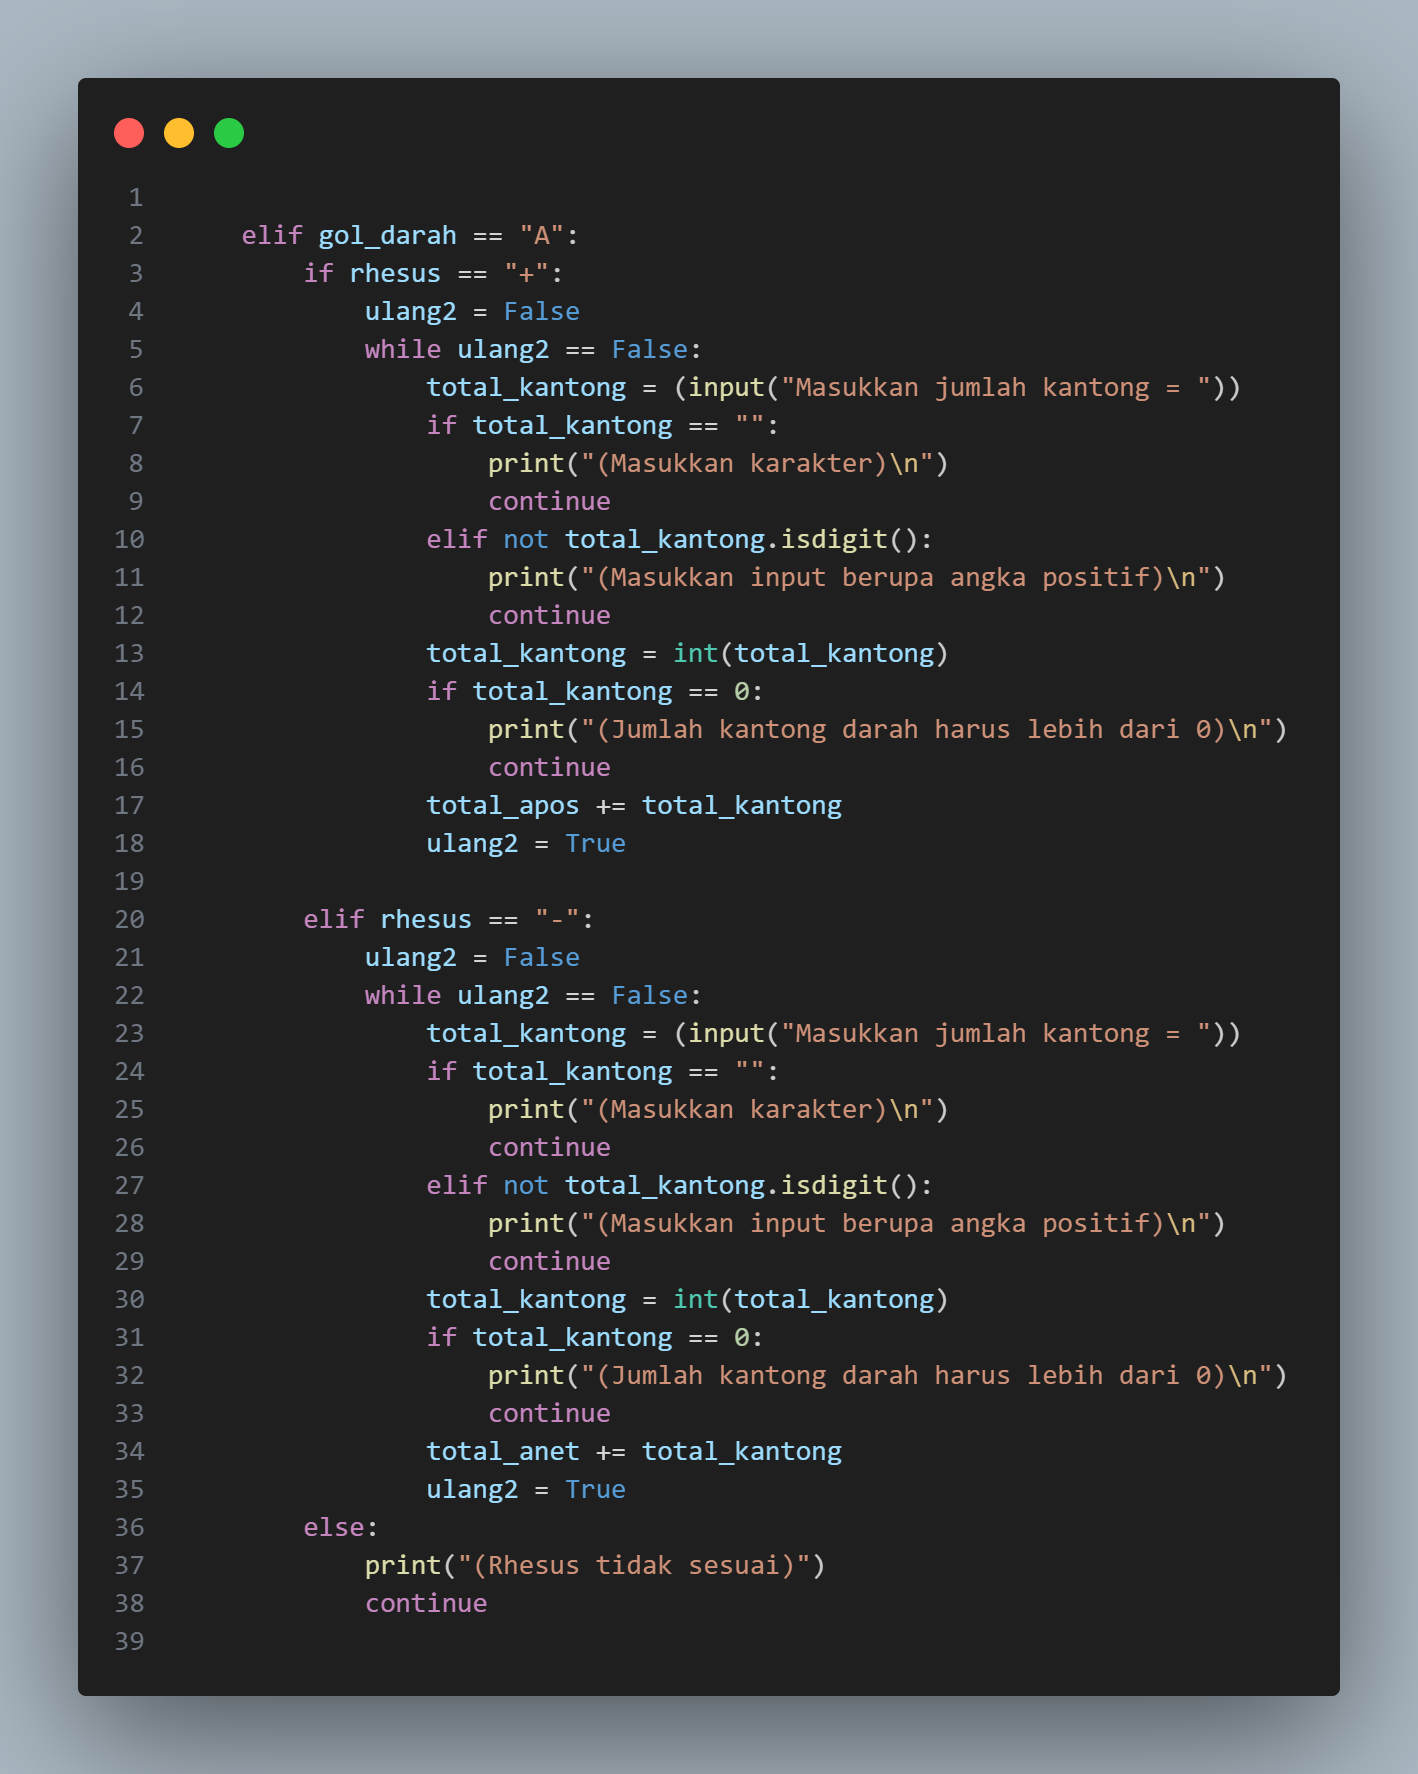 1
2 elif gol_darah == "A":
3 if rhesus == "+":
4 ulang2 = False
5 while ulang2 == False:
6 total_kantong = (input("Masukkan jumlah kantong = "))
7 if total_kantong == "":
8 print("(Masukkan karakter)\n")
9 continue
10 elif not total_kantong.isdigit():
11 print("(Masukkan input berupa angka positif)\n")
12 continue
13 total_kantong = int(total_kantong)
14 if total_kantong == 0:
15 print("(Jumlah kantong darah harus lebih dari 0)\n")
16 continue
17 total_apos += total_kantong
18 ulang2 = True
19
20 elif rhesus == "-":
21 ulang2 = False
22 while ulang2 == False:
23 total_kantong = (input("Masukkan jumlah kantong = "))
24 if total_kantong == "":
25 print("(Masukkan karakter)\n")
26 continue
27 elif not total_kantong.isdigit():
28 print("(Masukkan input berupa angka positif)\n")
29 continue
30 total_kantong = int(total_kantong)
31 if total_kantong == 0:
32 print("(Jumlah kantong darah harus lebih dari 0)\n")
33 continue
34 total_anet += total_kantong
35 ulang2 = True
36 else:
37 print("(Rhesus tidak sesuai)")
38 continue
39